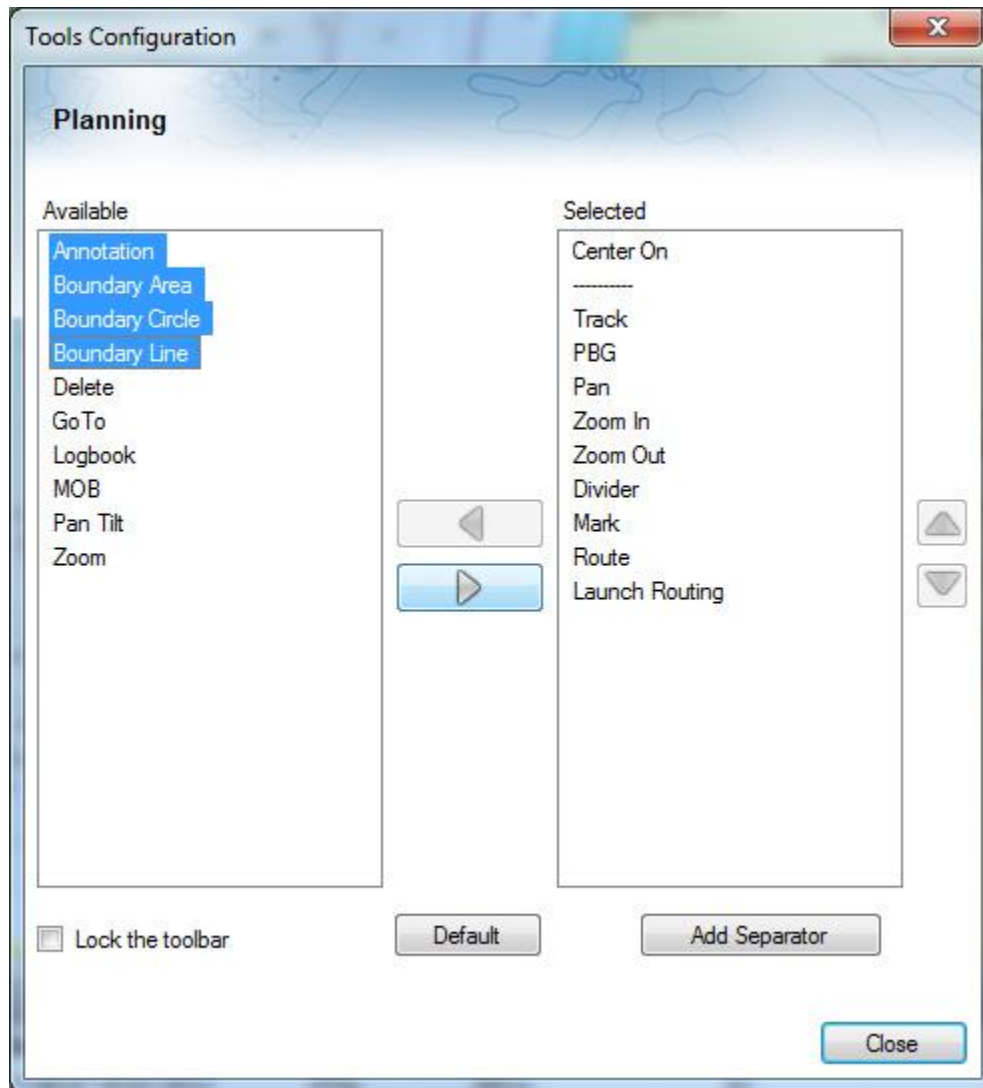 Tools Configuration
Planning
Available
Selected
Annotation
Boundary Area
Boundary Circle
Boundary Line
Delete
GoTo
Logbook
MOB
Pan Tilt
Zoom
Center On
----------
Track
PBG
Pan
Zoom In
Zoom Out
Divider
Mark
Route
Launch Routing
Lock the toolbar
Default
Add Separator
Close